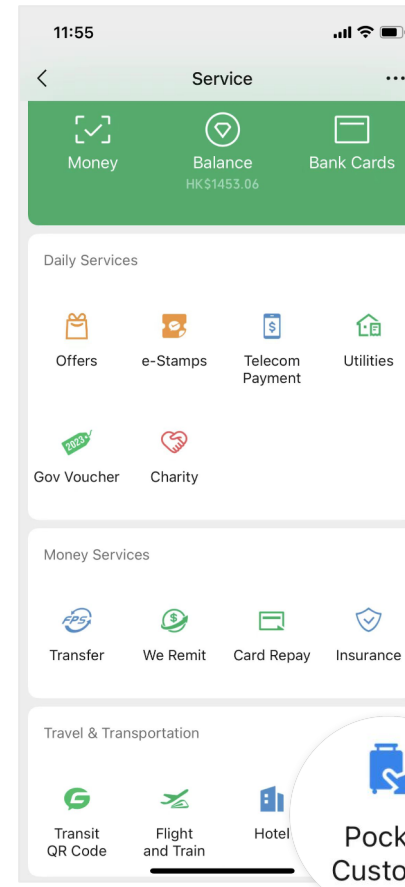 11:55
Service
Money
Balance
Bank Cards
HK$1453.06
Daily Services
Offers
e-Stamps
Telecom
Payment
Utilities
2023+
Gov Voucher
Charity
Money Services
FPS
Transfer
We Remit
Card Repay
Insurance
Travel & Transportation
Transit
QR Code
Flight
and Train
Hotel
Pock
Custo